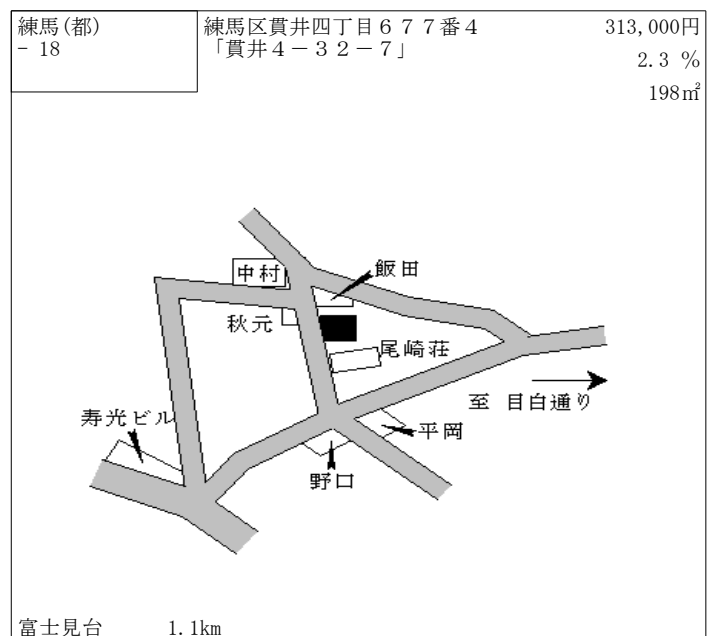 練馬(都)
- 18
練馬区貫井四丁目６７７番４
「貫井４－３２－７」
313,000円
2.3 %
198㎡
中村
飯田
秋元
尾崎荘
至 目白通り
寿光ビル
平岡
野口
富士見台 1.1km